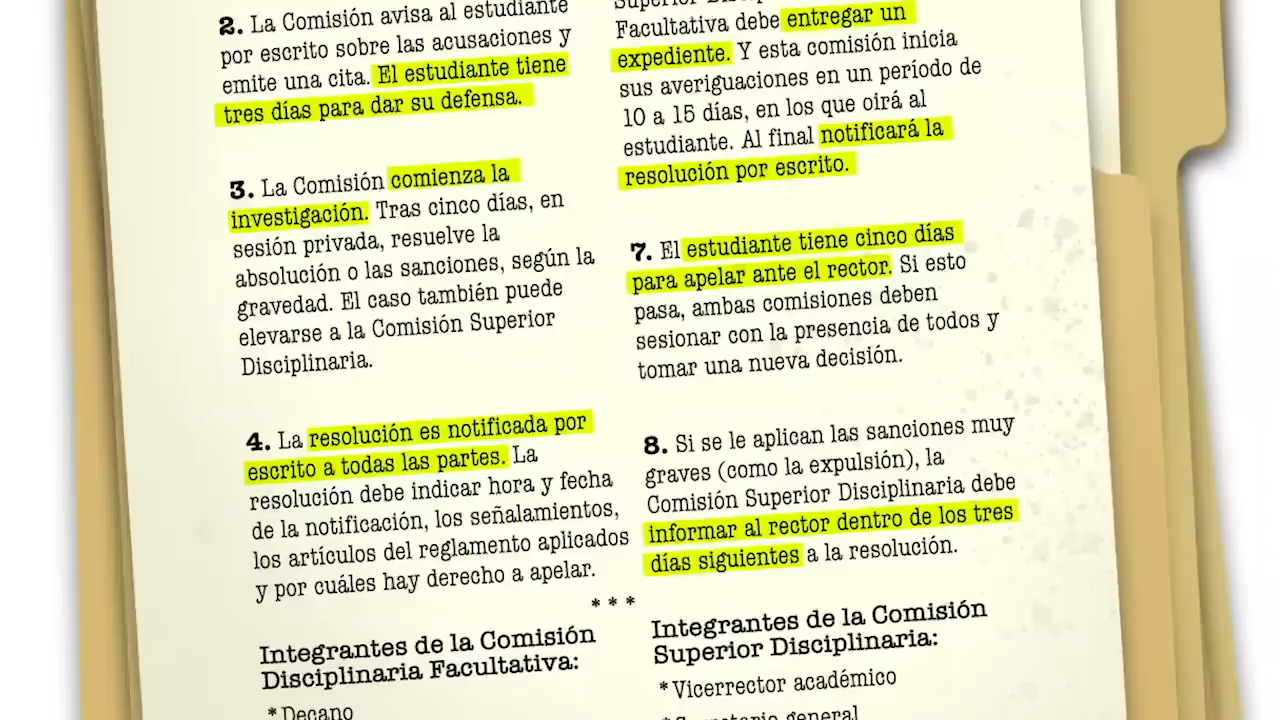 2. La Comisión avisa al estudiante
por escrito sobre las acusaciones y
emite una cita. El estudiante tiene
tres días para dar su defensa.
3. La Comisión comienza la
investigación. Tras cinco días, en
sesión privada, resuelve la
absolución o las sanciones, según la
gravedad. El caso también puede
elevarse a la Comisión Superior
Disciplinaria.
4. La resolución es notificada por
escrito a todas las partes. La
resolución debe indicar hora y fecha
de la notificación, los señalamientos,
los artículos del reglamento aplicados
y por cuáles hay derecho a apelar.
Facultativa debe entregar un
expediente. Y esta comisión inicia
sus averiguaciones en un período de
10 a 15 días, en los que oirá al
estudiante. Al final notificará la
resolución por escrito.
7. El estudiante tiene cinco días
para apelar ante el rector. Si esto
pasa, ambas comisiones deben
sesionar con la presencia de todos y
tomar una nueva decisión.
8. Si se le aplican las sanciones muy
graves (como la expulsión), la
Comisión Superior Disciplinaria debe
informar al rector dentro de los tres
días siguientes a la resolución.
* * *
Integrantes de la Comisión
Disciplinaria Facultativa:
* Decano
Integrantes de la Comisión
Superior Disciplinaria:
* Vicerrector académico
* Secretario general